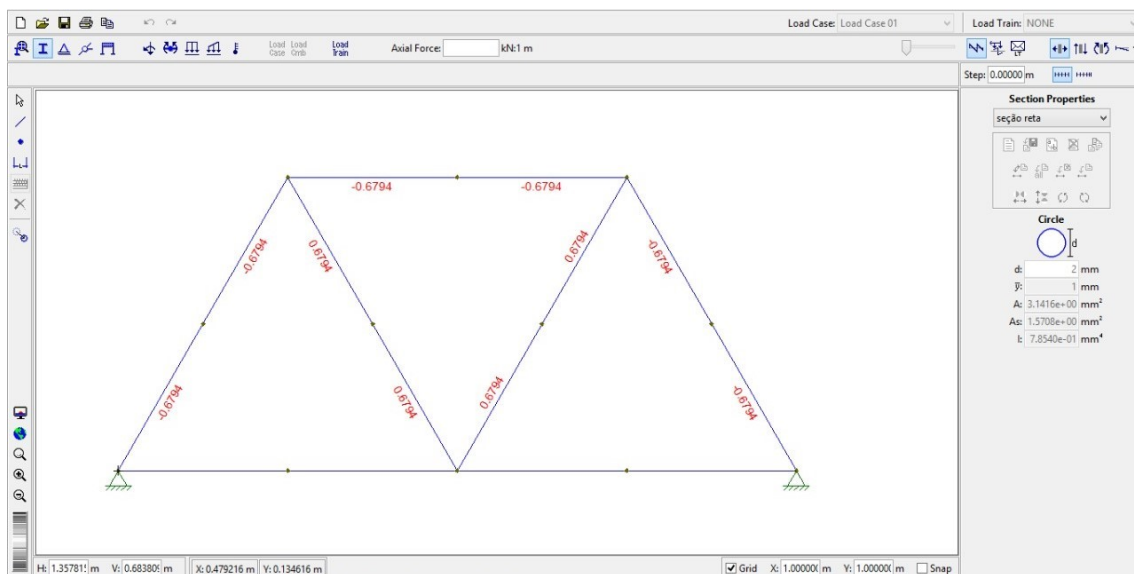 Load Case: Load Case 01 Load Train: NONE
Load Case Load Cmb Load Train Axial Force: kN:1 m
Step: 0.00000 m
Section Properties
seção reta
-0.6794 -0.6794
-0.6794 0.6794 0.6794 -0.6794
-0.6794 0.6794 0.6794 -0.6794
Circle
d
d: 2 mm
y̅: 1 mm
A: 3.1416e+00 mm²
As: 1.5708e+00 mm²
I: 7.8540e-01 mm⁴
H: 1.35781 m V: 0.68380 m X: 0.479216 m Y: 0.134616 m Grid X: 1.00000 m Y: 1.00000 m Snap